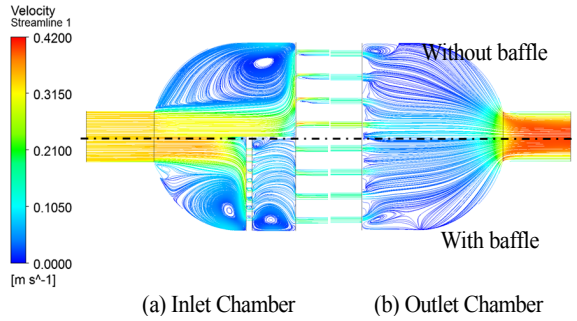 Velocity
Streamline 1
0.4200
0.3150
0.2100
0.1050
0.0000
[m s^-1]
Without baffle
With baffle
(a) Inlet Chamber
(b) Outlet Chamber